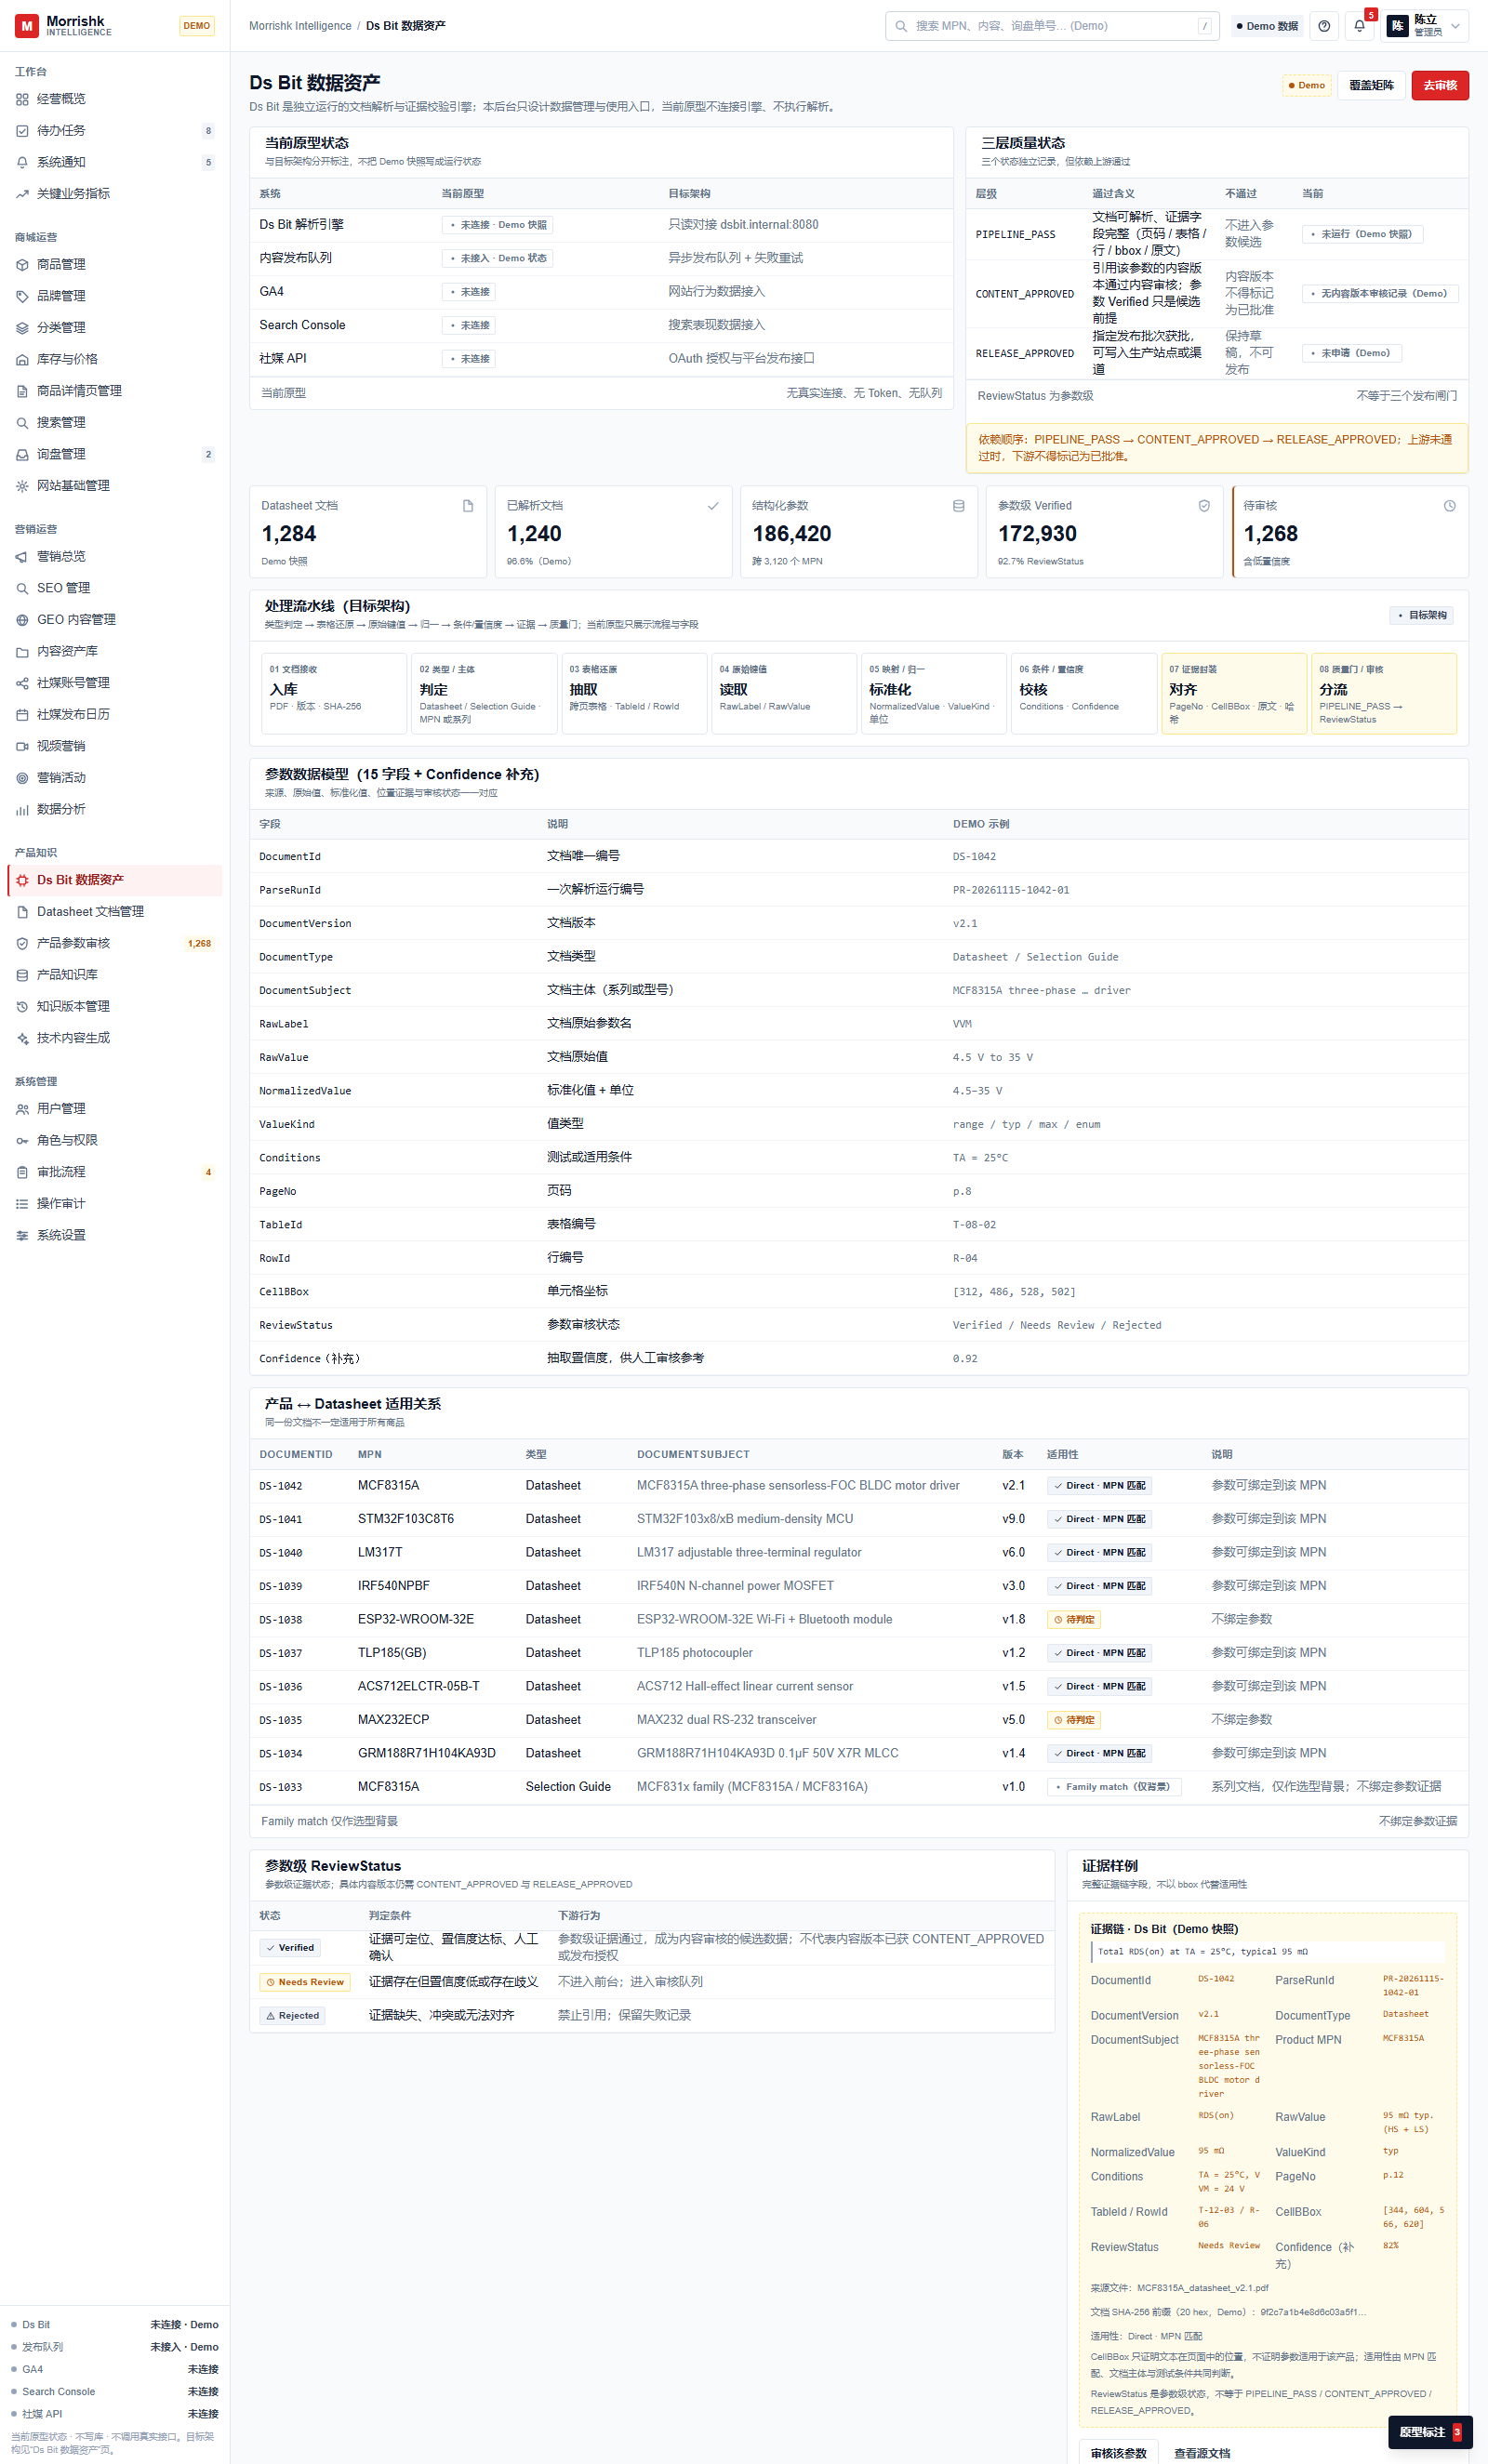 M
Morrishk
INTELLIGENCE
DEMO
工作台
经营概览
待办任务
8
系统通知
5
关键业务指标
商城运营
商品管理
品牌管理
分类管理
库存与价格
商品详情页管理
搜索管理
询盘管理
2
网站基础管理
营销运营
营销总览
SEO 管理
GEO 内容管理
内容资产库
社媒账号管理
社媒发布日历
视频营销
营销活动
数据分析
产品知识
Ds Bit 数据资产
Datasheet 文档管理
产品参数审核
1,268
产品知识库
知识版本管理
技术内容生成
系统管理
用户管理
角色与权限
审批流程
4
操作审计
系统设置
Ds Bit 未连接 · Demo
发布队列 未接入 · Demo
GA4 未连接
Search Console 未连接
社媒 API 未连接
当前原型状态 · 不写库 · 不调用真实接口。目标架
构见“Ds Bit 数据资产”页。
Morrishk Intelligence / Ds Bit 数据资产
搜索 MPN、内容、询盘单号... (Demo) /
Demo 数据
5
陈
陈立
管理员
Ds Bit 数据资产
Ds Bit 是独立运行的文档解析与证据校验引擎；本后台只设计数据管理与使用入口，当前原型不连接引擎、不执行解析。
Demo
覆盖矩阵
去审核
当前原型状态
与目标架构分开标注，不把 Demo 快照写成运行状态
系统 当前原型 目标架构
Ds Bit 解析引擎 未连接 · Demo 快照 只读对接 dsbit.internal:8080
内容发布队列 未接入 · Demo 状态 异步发布队列 + 失败重试
GA4 未连接 网站行为数据接入
Search Console 未连接 搜索表现数据接入
社媒 API 未连接 OAuth 授权与平台发布接口
当前原型 无真实连接、无 Token、无队列
三层质量状态
三个状态独立记录，但依赖上游通过
层级 通过含义 不通过 当前
PIPELINE_PASS
文档可解析、证据字
段完整（页码 / 表格 /
行 / bbox / 原文）
不进入参
数候选
未运行（Demo 快照）
CONTENT_APPROVED
引用该参数的内容版
本通过内容审核；参
数 Verified 只是候选
前提
内容版本
不得标记
为已批准
无内容版本审核记录（Demo）
RELEASE_APPROVED
指定发布批次获批，
可写入生产站点或渠
道
保持草
稿，不可
发布
未申请（Demo）
ReviewStatus 为参数级 不等于三个发布闸门
依赖顺序：PIPELINE_PASS → CONTENT_APPROVED → RELEASE_APPROVED；上游未通
过时，下游不得标记为已批准。
Datasheet 文档
1,284
Demo 快照
已解析文档
1,240
96.6%（Demo）
结构化参数
186,420
跨 3,120 个 MPN
参数级 Verified
172,930
92.7% ReviewStatus
待审核
1,268
含低置信度
处理流水线（目标架构）
类型判定 → 表格还原 → 原始键值 → 归一 → 条件/置信度 → 证据 → 质量门；当前原型只展示流程与字段
目标架构
01 文档接收
入库
PDF · 版本 · SHA-256
02 类型 / 主体
判定
Datasheet / Selection Guide ·
MPN 或系列
03 表格还原
抽取
跨页表格 · TableId / RowId
04 原始键值
读取
RawLabel / RawValue
05 映射 / 归一
标准化
NormalizedValue · ValueKind ·
单位
06 条件 / 置信度
校核
Conditions · Confidence
07 证据封装
对齐
PageNo · CellBBox · 原文 · 哈
希
08 质量门 / 审核
分流
PIPELINE_PASS →
ReviewStatus
参数数据模型（15 字段 + Confidence 补充）
来源、原始值、标准化值、位置证据与审核状态一一对应
字段 说明 DEMO 示例
DocumentId 文档唯一编号 DS-1042
ParseRunId 一次解析运行编号 PR-20261115-1042-01
DocumentVersion 文档版本 v2.1
DocumentType 文档类型 Datasheet / Selection Guide
DocumentSubject 文档主体（系列或型号） MCF8315A three-phase … driver
RawLabel 文档原始参数名 VVM
RawValue 文档原始值 4.5 V to 35 V
NormalizedValue 标准化值 + 单位 4.5–35 V
ValueKind 值类型 range / typ / max / enum
Conditions 测试或适用条件 TA = 25°C
PageNo 页码 p.8
TableId 表格编号 T-08-02
RowId 行编号 R-04
CellBBox 单元格坐标 [312, 486, 528, 502]
ReviewStatus 参数审核状态 Verified / Needs Review / Rejected
Confidence（补充） 抽取置信度，供人工审核参考 0.92
产品 ↔ Datasheet 适用关系
同一份文档不一定适用于所有商品
DOCUMENTID MPN 类型 DOCUMENTSUBJECT 版本 适用性 说明
DS-1042 MCF8315A Datasheet MCF8315A three-phase sensorless-FOC BLDC motor driver v2.1 Direct · MPN 匹配 参数可绑定到该 MPN
DS-1041 STM32F103C8T6 Datasheet STM32F103x8/xB medium-density MCU v9.0 Direct · MPN 匹配 参数可绑定到该 MPN
DS-1040 LM317T Datasheet LM317 adjustable three-terminal regulator v6.0 Direct · MPN 匹配 参数可绑定到该 MPN
DS-1039 IRF540NPBF Datasheet IRF540N N-channel power MOSFET v3.0 Direct · MPN 匹配 参数可绑定到该 MPN
DS-1038 ESP32-WROOM-32E Datasheet ESP32-WROOM-32E Wi-Fi + Bluetooth module v1.8 待判定 不绑定参数
DS-1037 TLP185(GB) Datasheet TLP185 photocoupler v1.2 Direct · MPN 匹配 参数可绑定到该 MPN
DS-1036 ACS712ELCTR-05B-T Datasheet ACS712 Hall-effect linear current sensor v1.5 Direct · MPN 匹配 参数可绑定到该 MPN
DS-1035 MAX232ECP Datasheet MAX232 dual RS-232 transceiver v5.0 待判定 不绑定参数
DS-1034 GRM188R71H104KA93D Datasheet GRM188R71H104KA93D 0.1µF 50V X7R MLCC v1.4 Direct · MPN 匹配 参数可绑定到该 MPN
DS-1033 MCF8315A Selection Guide MCF831x family (MCF8315A / MCF8316A) v1.0 Family match（仅背景） 系列文档，仅作选型背景；不绑定参数证据
Family match 仅作选型背景 不绑定参数证据
参数级 ReviewStatus
参数级证据状态；具体内容版本仍需 CONTENT_APPROVED 与 RELEASE_APPROVED
状态 判定条件 下游行为
Verified
证据可定位、置信度达标、人工
确认
参数级证据通过，成为内容审核的候选数据；不代表内容版本已获 CONTENT_APPROVED
或发布授权
Needs Review 证据存在但置信度低或存在歧义 不进入前台；进入审核队列
Rejected 证据缺失、冲突或无法对齐 禁止引用；保留失败记录
证据样例
完整证据链字段，不以 bbox 代替适用性
证据链 · Ds Bit（Demo 快照）
Total RDS(on) at TA = 25°C, typical 95 mΩ
DocumentId DS-1042 ParseRunId PR-20261115-
1042-01
DocumentVersion v2.1 DocumentType Datasheet
DocumentSubject MCF8315A thr Product MPN MCF8315A
ee-phase sen
sorless-FOC
BLDC motor d
river
RawLabel RDS(on) RawValue 95 mΩ typ.
(HS + LS)
NormalizedValue 95 mΩ ValueKind typ
Conditions TA = 25°C, V PageNo p.12
VM = 24 V
TableId / RowId T-12-03 / R- CellBBox [344, 604, 5
06 66, 620]
ReviewStatus Needs Review Confidence（补 82%
充）
来源文件：MCF8315A_datasheet_v2.1.pdf
文档 SHA-256 前缀（20 hex，Demo）：9f2c7a1b4e8d6c03a5f1…
适用性：Direct · MPN 匹配
CellBBox 只证明文本在页面中的位置，不证明参数适用于该产品；适用性由 MPN 匹
配、文档主体与测试条件共同判断。
ReviewStatus 是参数级状态，不等于 PIPELINE_PASS / CONTENT_APPROVED /
RELEASE_APPROVED。
审核该参数 查看源文档
原型标注 3